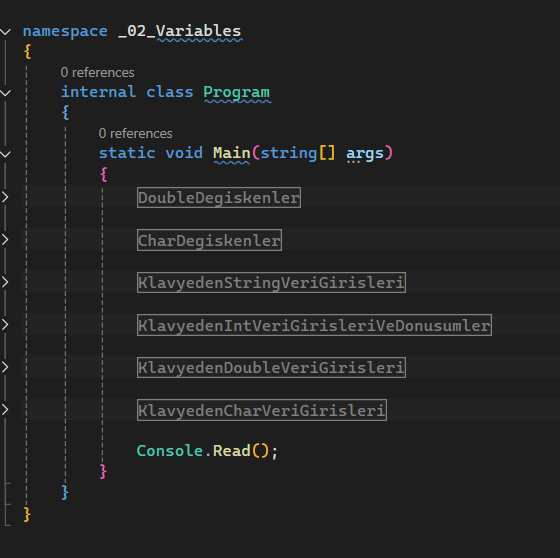 namespace _02_Variables
{
0 references
internal class Program
{
0 references
static void Main(string[] args)
{
DoubleDegiskenler
CharDegiskenler
KlavyedenStringVeriGirisleri
KlavyedenIntVeriGirisleriVeDonusumler
KlavyedenDoubleVeriGirisleri
KlavyedenCharVeriGirisleri
Console.Read();
}
}
}